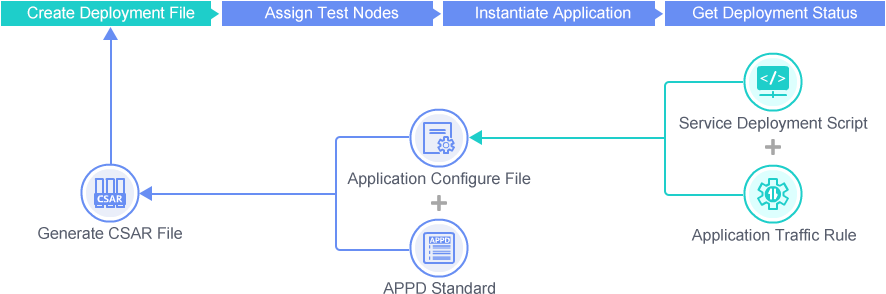 Create Deployment File
Assign Test Nodes
Instantiate Application
Get Deployment Status
</>
Service Deployment Script
+
Application Configure File
+
CSAR
Generate CSAR File
APPD
Application Traffic Rule
APPD Standard